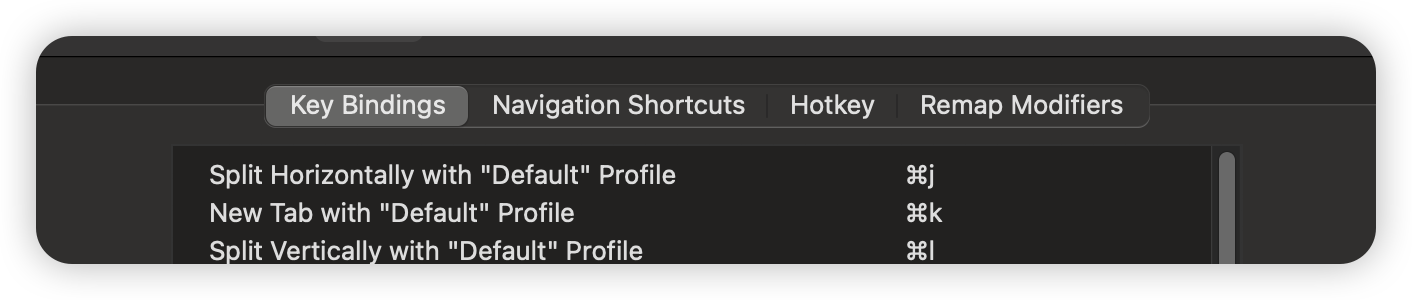 Key Bindings Navigation Shortcuts Hotkey Remap Modifiers
Split Horizontally with "Default" Profile ⌘j
New Tab with "Default" Profile ⌘k
Split Vertically with "Default" Profile ⌘l